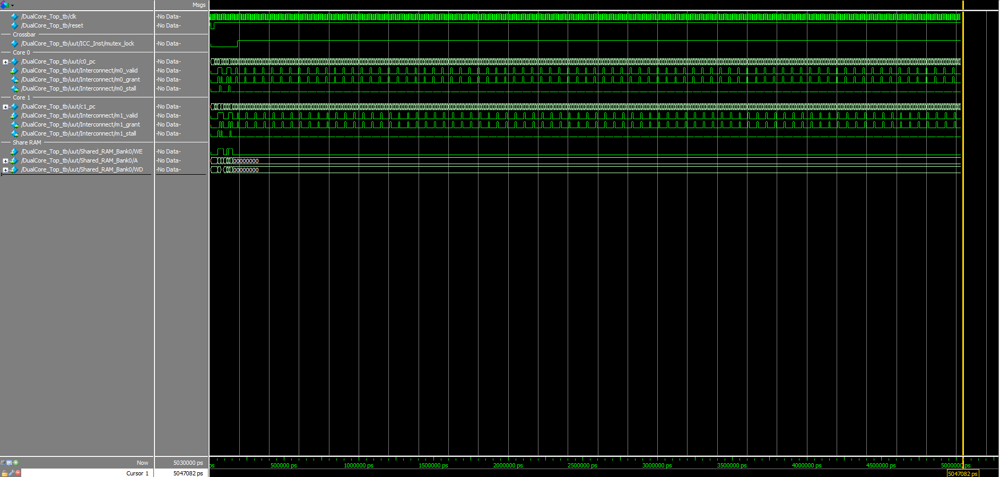 Msgs
/DualCore_Top_tb/clk -No Data-
/DualCore_Top_tb/reset -No Data-
Crossbar
/DualCore_Top_tb/uut/ICC_Inst/mutex_lock -No Data-
Core 0
/DualCore_Top_tb/uut/c0_pc -No Data-
/DualCore_Top_tb/uut/Interconnect/m0_valid -No Data-
/DualCore_Top_tb/uut/Interconnect/m0_grant -No Data-
/DualCore_Top_tb/uut/Interconnect/m0_stall -No Data-
Core 1
/DualCore_Top_tb/uut/c1_pc -No Data-
/DualCore_Top_tb/uut/Interconnect/m1_valid -No Data-
/DualCore_Top_tb/uut/Interconnect/m1_grant -No Data-
/DualCore_Top_tb/uut/Interconnect/m1_stall -No Data-
Share RAM
/DualCore_Top_tb/uut/Shared_RAM_Bank0/WE -No Data-
/DualCore_Top_tb/uut/Shared_RAM_Bank0/A -No Data- 00000000
/DualCore_Top_tb/uut/Shared_RAM_Bank0/WD -No Data- 00000000
Now 5030000 ps ps 500000 ps 1000000 ps 1500000 ps 2000000 ps 2500000 ps 3000000 ps 3500000 ps 4000000 ps 4500000 ps 5000000 ps
Cursor 1 5047082 ps 5047082 ps